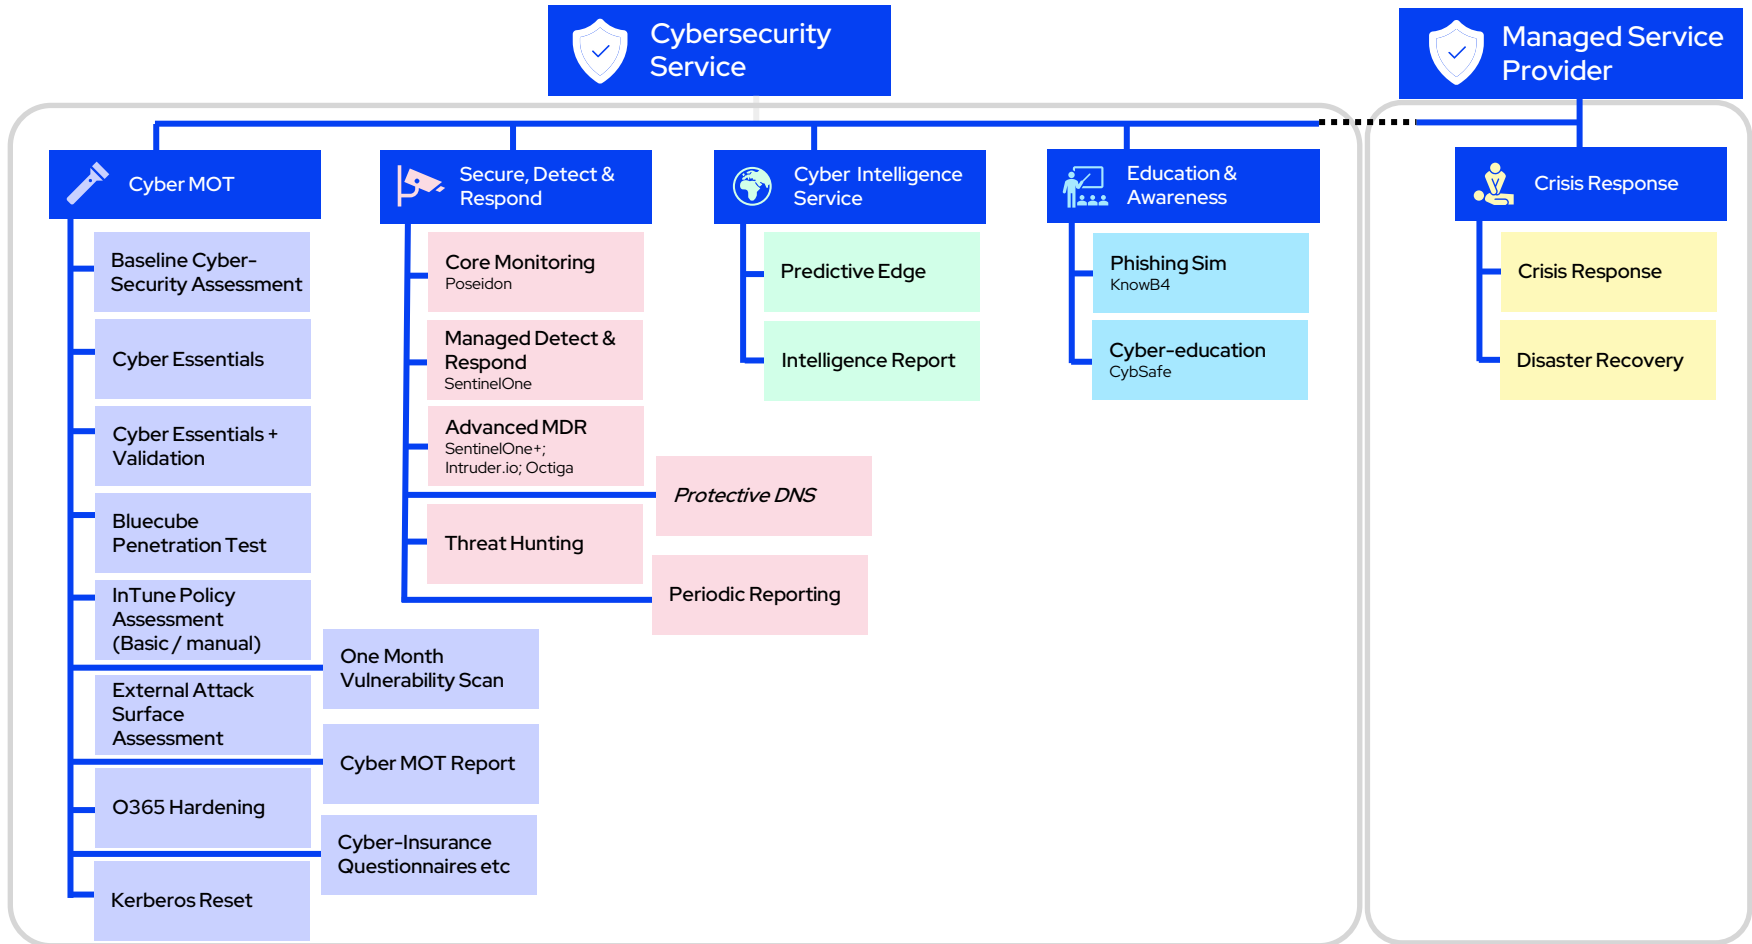 Cybersecurity
Service
Managed Service
Provider
Cyber MOT
Baseline Cyber-
Security Assessment
Cyber Essentials
Cyber Essentials +
Validation
Bluecube
Penetration Test
InTune Policy
Assessment
(Basic / manual)
One Month
Vulnerability Scan
External Attack
Surface
Assessment
Cyber MOT Report
O365 Hardening
Cyber-Insurance
Questionnaires etc
Kerberos Reset
Secure, Detect &
Respond
Core Monitoring
Poseidon
Managed Detect &
Respond
SentinelOne
Advanced MDR
SentinelOne+;
Intruder.io; Octiga
Protective DNS
Threat Hunting
Periodic Reporting
Cyber Intelligence
Service
Predictive Edge
Intelligence Report
Education &
Awareness
Phishing Sim
KnowB4
Cyber-education
CybSafe
Crisis Response
Crisis Response
Disaster Recovery